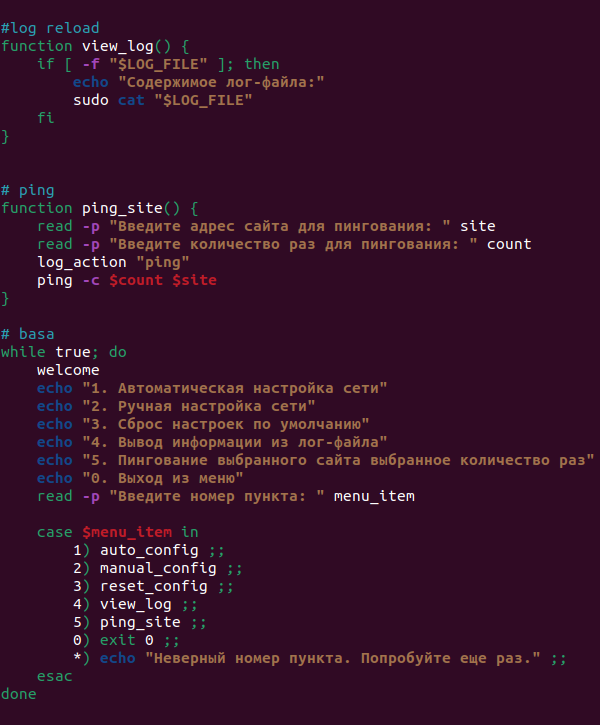 #log reload
function view_log() {
    if [ -f "$LOG_FILE" ]; then
        echo "Содержимое лог-файла:"
        sudo cat "$LOG_FILE"
    fi
}
# ping
function ping_site() {
    read -p "Введите адрес сайта для пингования: " site
    read -p "Введите количество раз для пингования: " count
    log_action "ping"
    ping -c $count $site
}
# basa
while true; do
    welcome
    echo "1. Автоматическая настройка сети"
    echo "2. Ручная настройка сети"
    echo "3. Сброс настроек по умолчанию"
    echo "4. Вывод информации из лог-файла"
    echo "5. Пингование выбранного сайта выбранное количество раз"
    echo "0. Выход из меню"
    read -p "Введите номер пункта: " menu_item
    case $menu_item in
        1) auto_config ;;
        2) manual_config ;;
        3) reset_config ;;
        4) view_log ;;
        5) ping_site ;;
        0) exit 0 ;;
        *) echo "Неверный номер пункта. Попробуйте еще раз." ;;
    esac
done